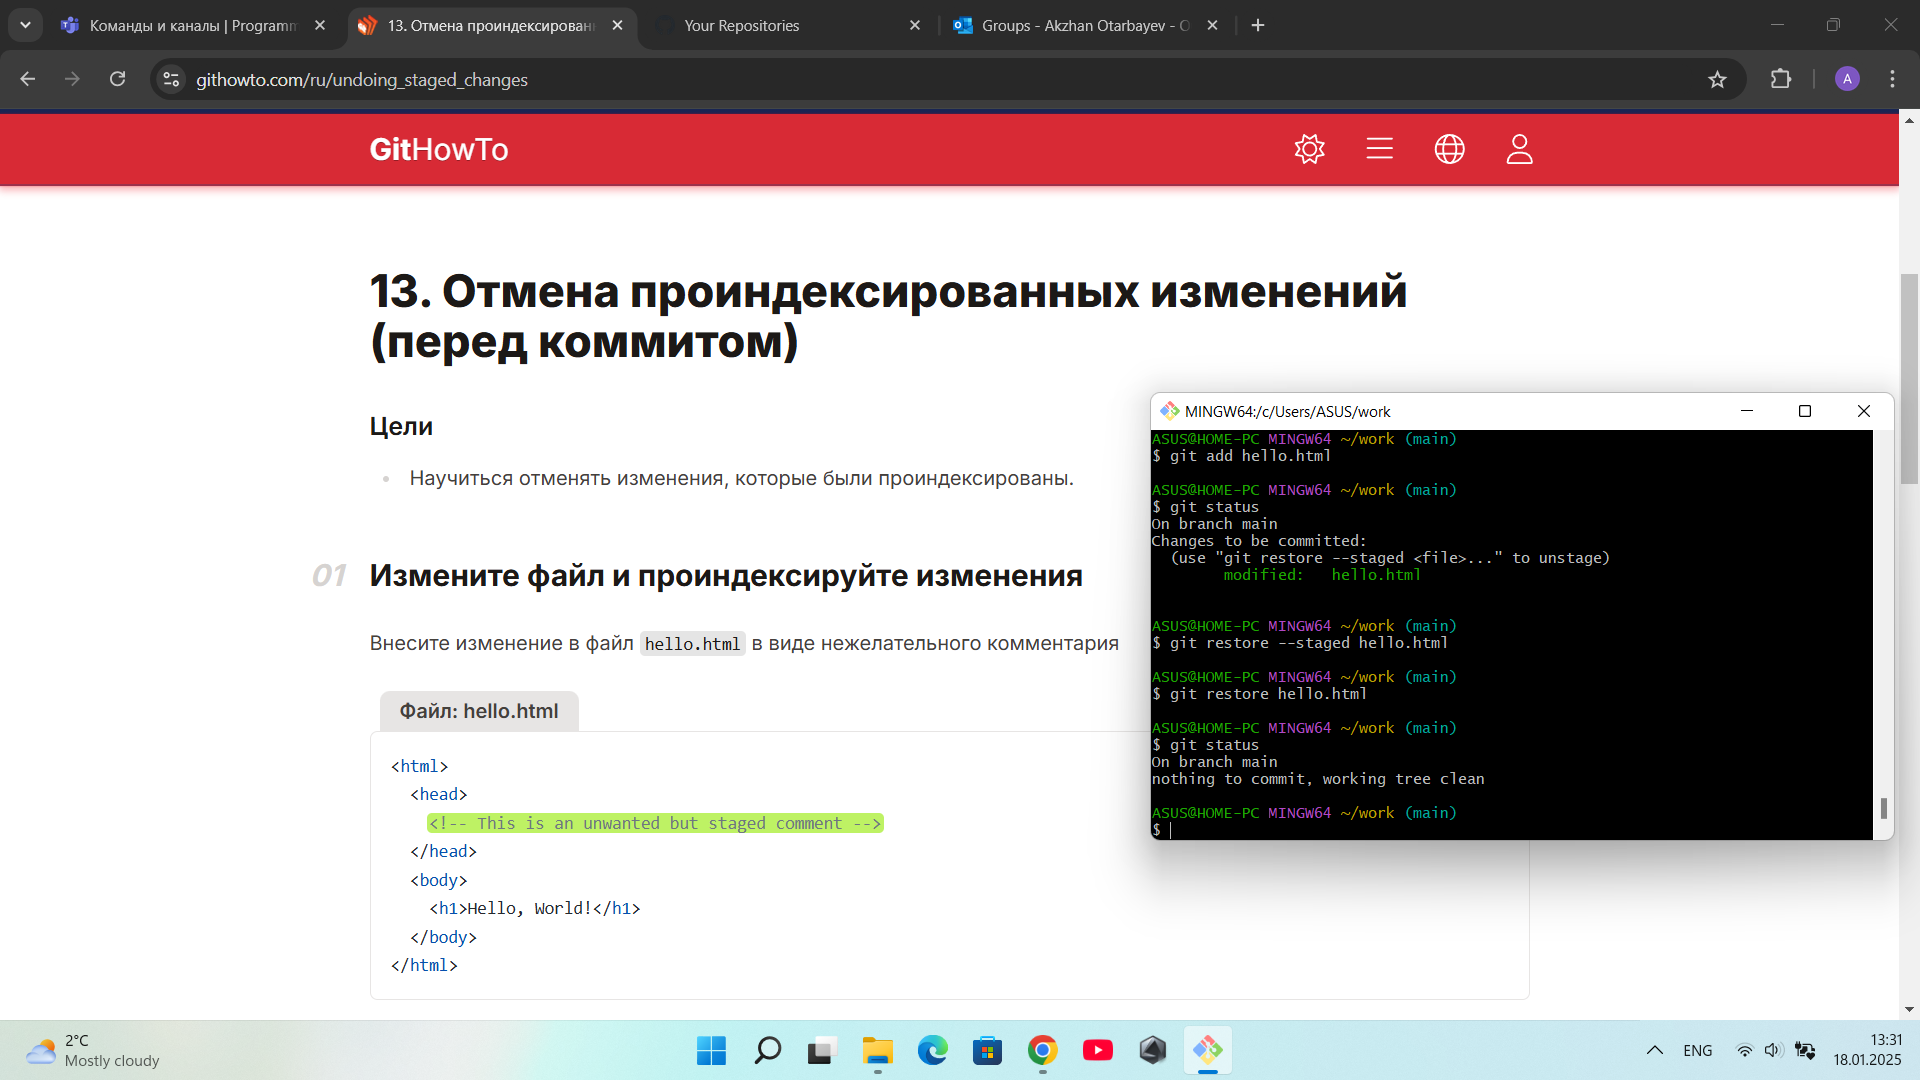 Команды и каналы | Programm
13. Отмена проиндексирован
Your Repositories
Groups - Akzhan Otarbayev - O
githowto.com/ru/undoing_staged_changes
A
GitHowTo
13. Отмена проиндексированных изменений
(перед коммитом)
Цели
• Научиться отменять изменения, которые были проиндексированы.
01 Измените файл и проиндексируйте изменения
Внесите изменение в файл hello.html в виде нежелательного комментария
Файл: hello.html
<html>
<head>
<!-- This is an unwanted but staged comment -->
</head>
<body>
<h1>Hello, World!</h1>
</body>
</html>
MINGW64:/c/Users/ASUS/work
ASUS@HOME-PC MINGW64 ~/work (main)
$ git add hello.html
ASUS@HOME-PC MINGW64 ~/work (main)
$ git status
On branch main
Changes to be committed:
(use "git restore --staged <file>..." to unstage)
modified:   hello.html
ASUS@HOME-PC MINGW64 ~/work (main)
$ git restore --staged hello.html
ASUS@HOME-PC MINGW64 ~/work (main)
$ git restore hello.html
ASUS@HOME-PC MINGW64 ~/work (main)
$ git status
On branch main
nothing to commit, working tree clean
ASUS@HOME-PC MINGW64 ~/work (main)
$
2°C
Mostly cloudy
ENG
13:31
18.01.2025